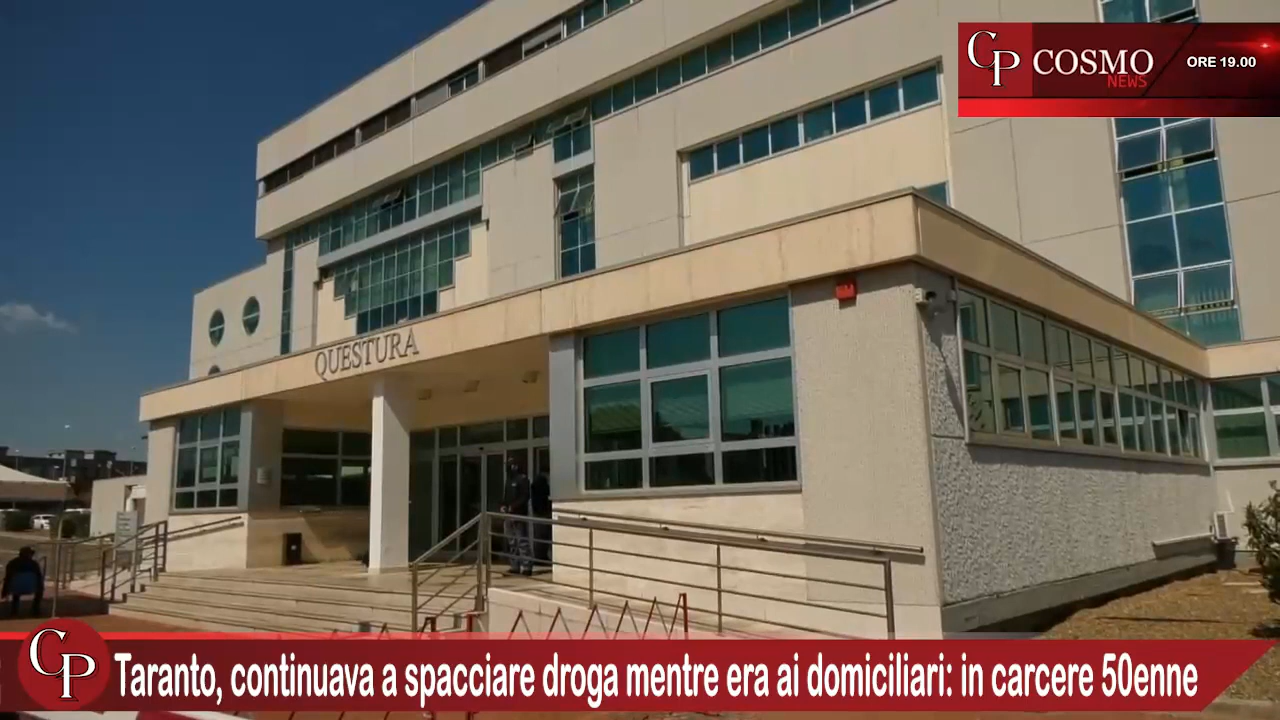 CP COSMO
NEWS
ORE 19.00
QUESTURA
CP Taranto, continuava a spacciare droga mentre era ai domiciliari: in carcere 50enne